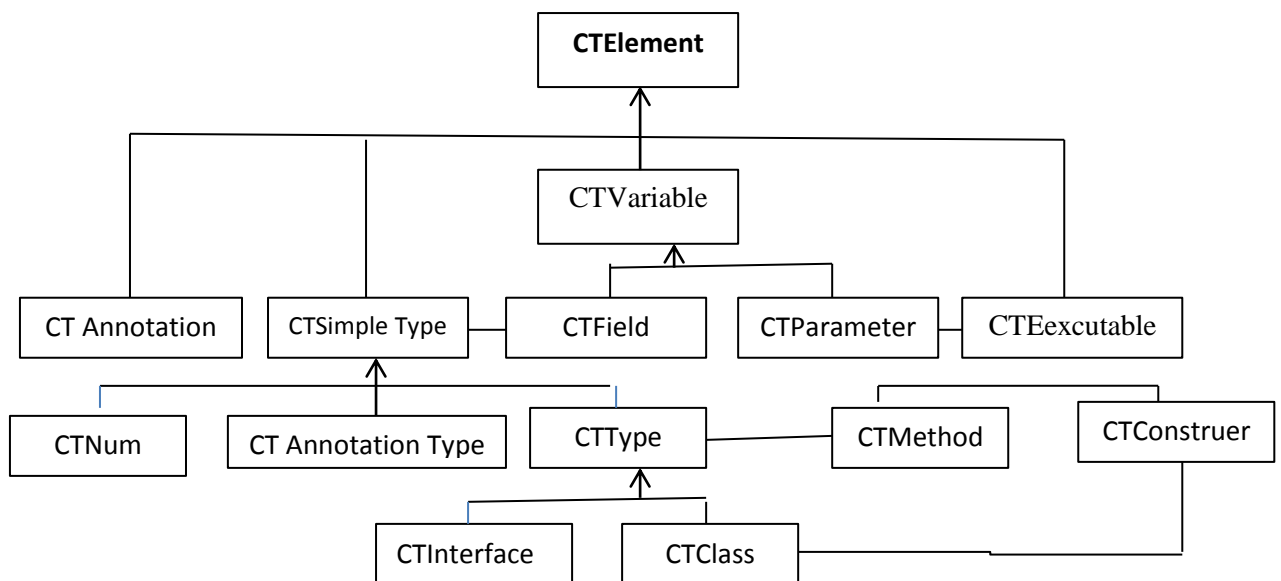 CTElement
CTVariable
CT Annotation
CTSimple Type
CTField
CTParameter
CTEexcutable
CTNum
CT Annotation Type
CTType
CTMethod
CTConstruer
CTInterface
CTClass